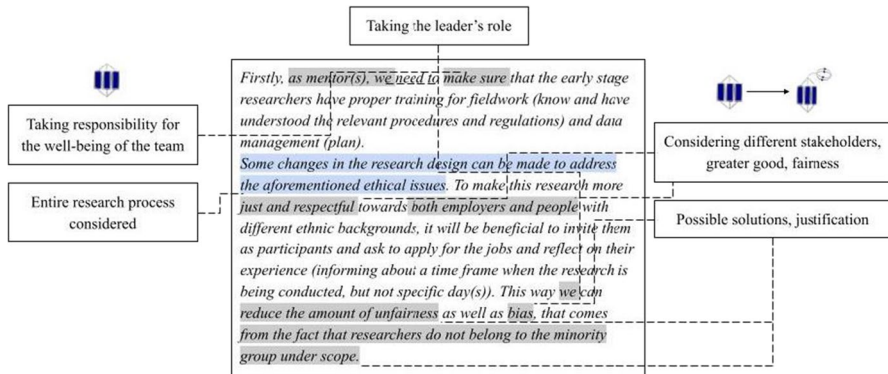 Taking the leader's role
Taking responsibility for
the well-being of the team
Entire research process
considered
Firstly, as mentor(s), we need to make sure that the early stage
researchers have proper training for fieldwork (know and have
understood the relevant procedures and regulations) and data
management (plan).
Some changes in the research design can be made to address
the aforementioned ethical issues. To make this research more
just and respectful towards both employers and people with
different ethnic backgrounds, it will be beneficial to invite them
as participants and ask to apply for the jobs and reflect on their
experience (informing about a time frame when the research is
being conducted, but not specific day(s)). This way we can
reduce the amount of unfairness as well as bias, that comes
from the fact that researchers do not belong to the minority
group under scope.
Considering different stakeholders,
greater good, fairness
Possible solutions, justification